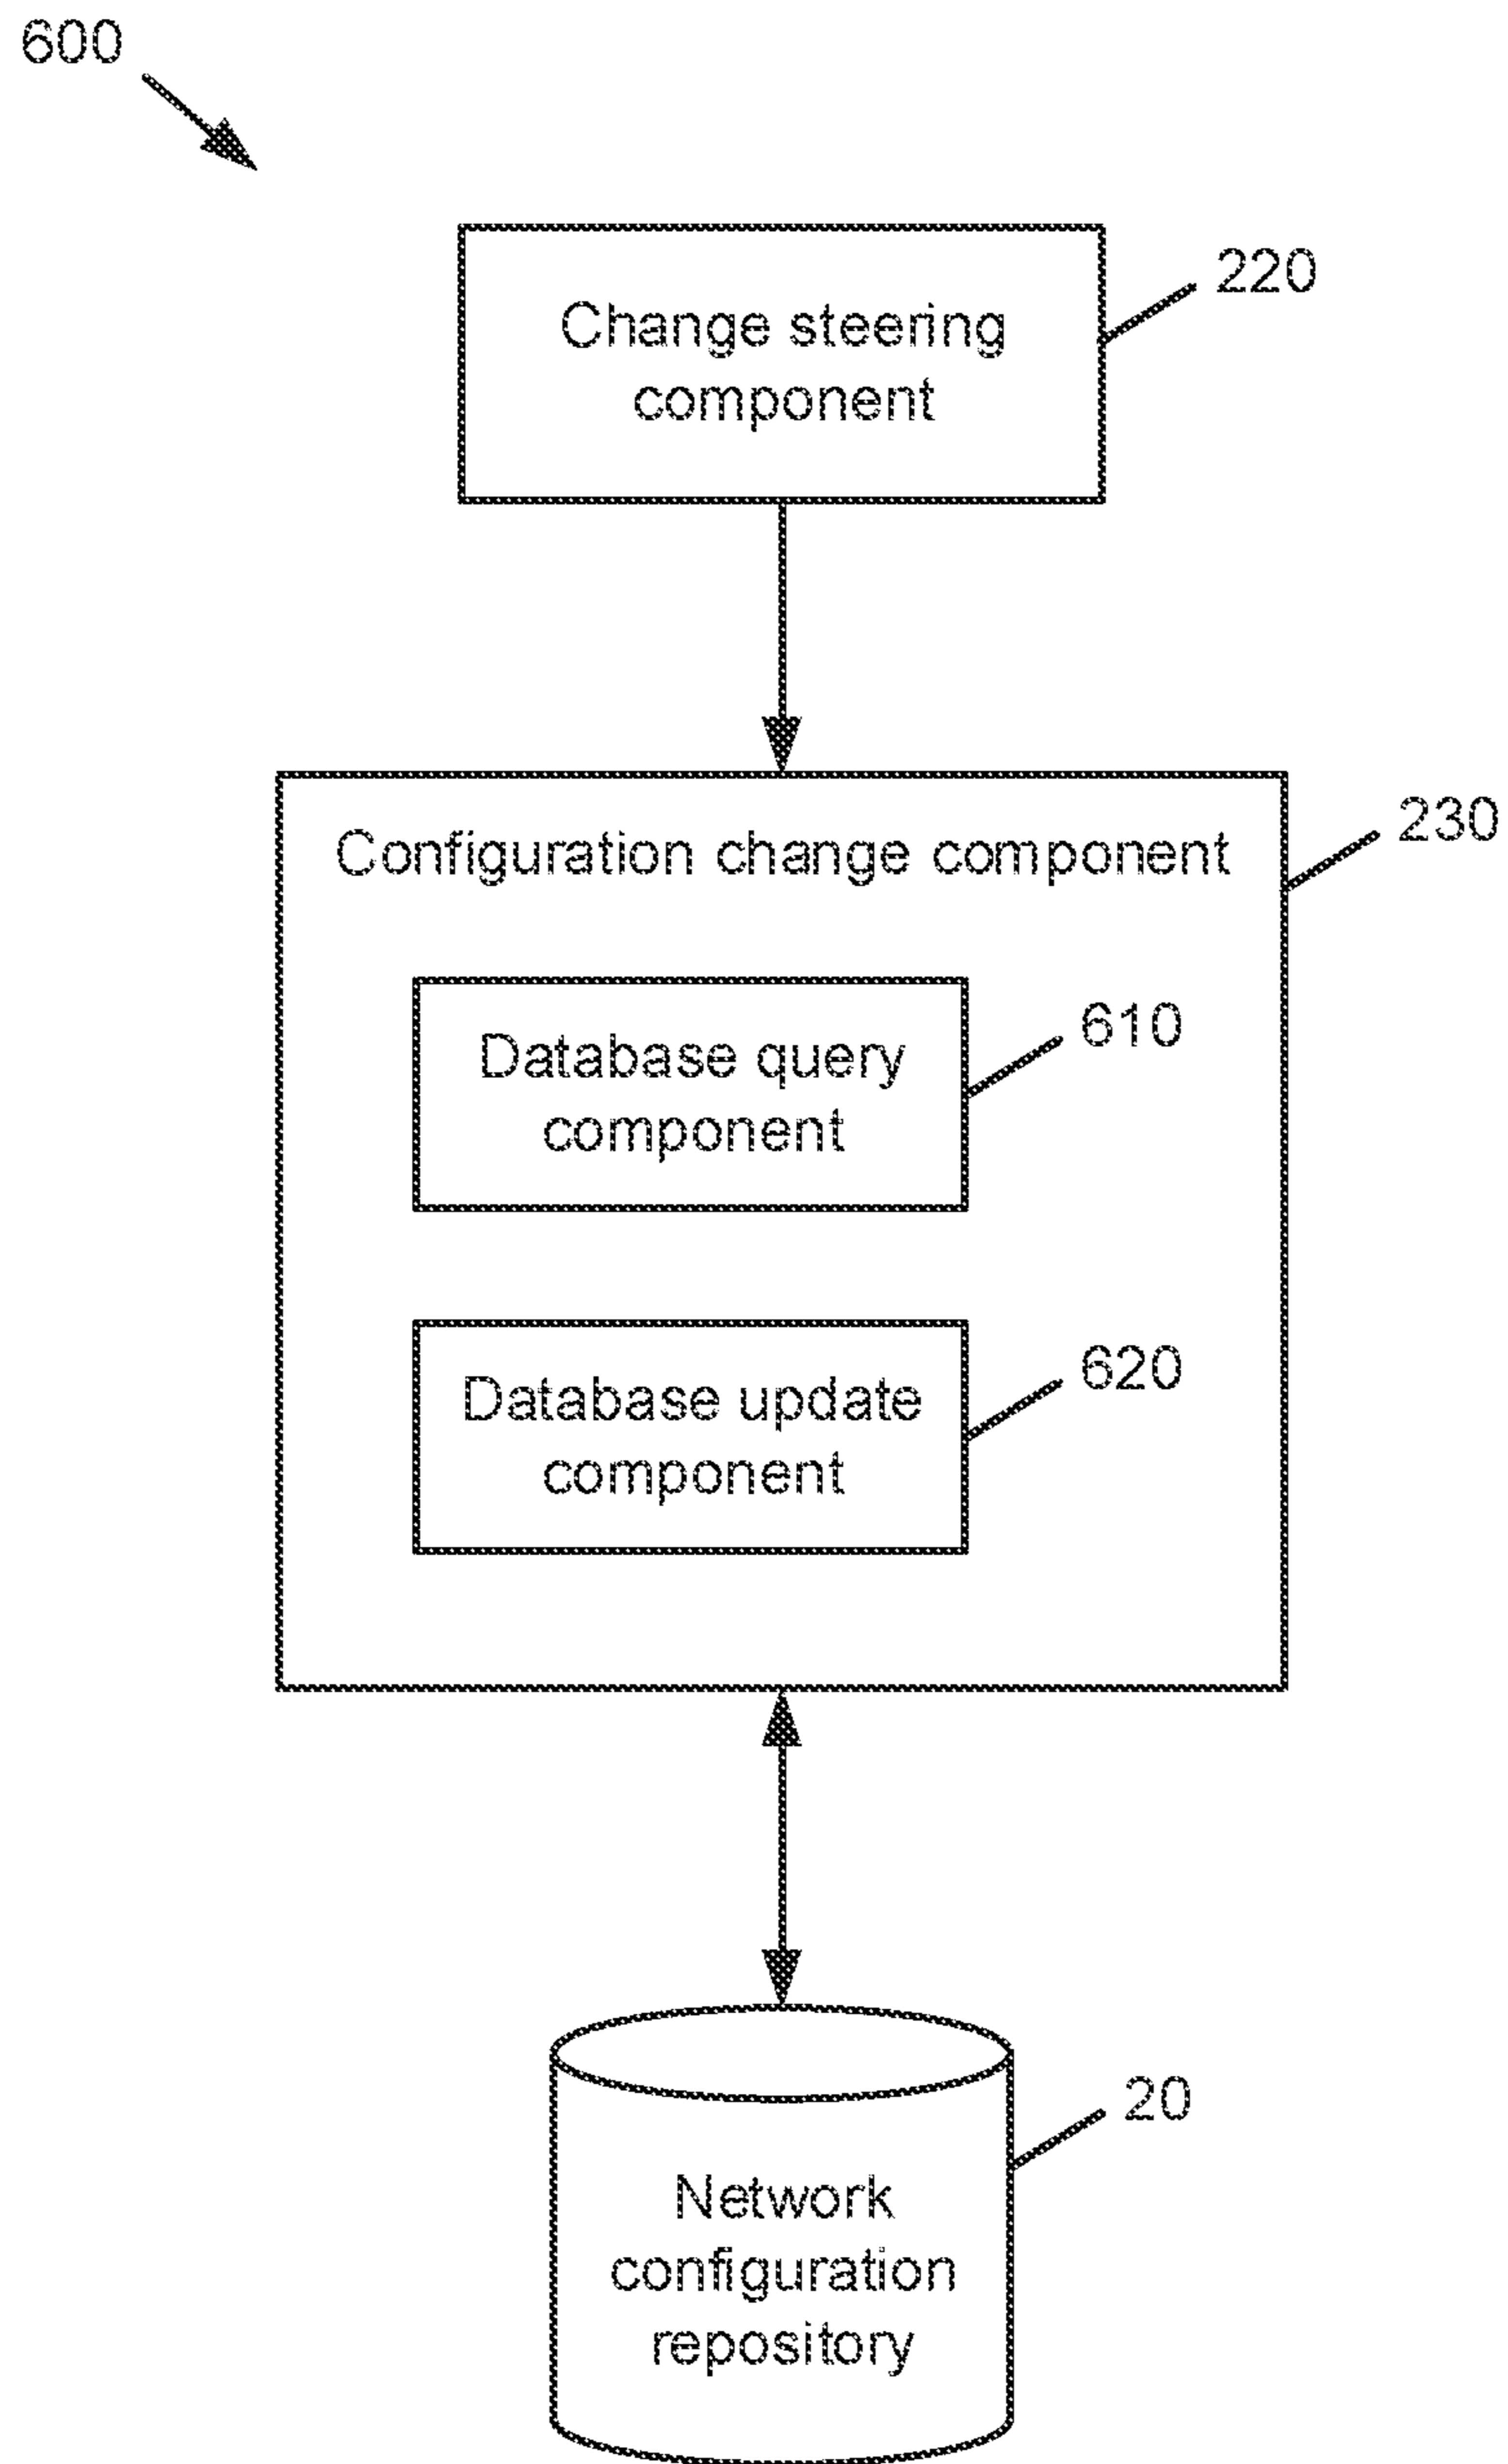 600
220
Change steering
component
230
Configuration change component
610
Database query
component
620
Database update
component
20
Network
configuration
repository